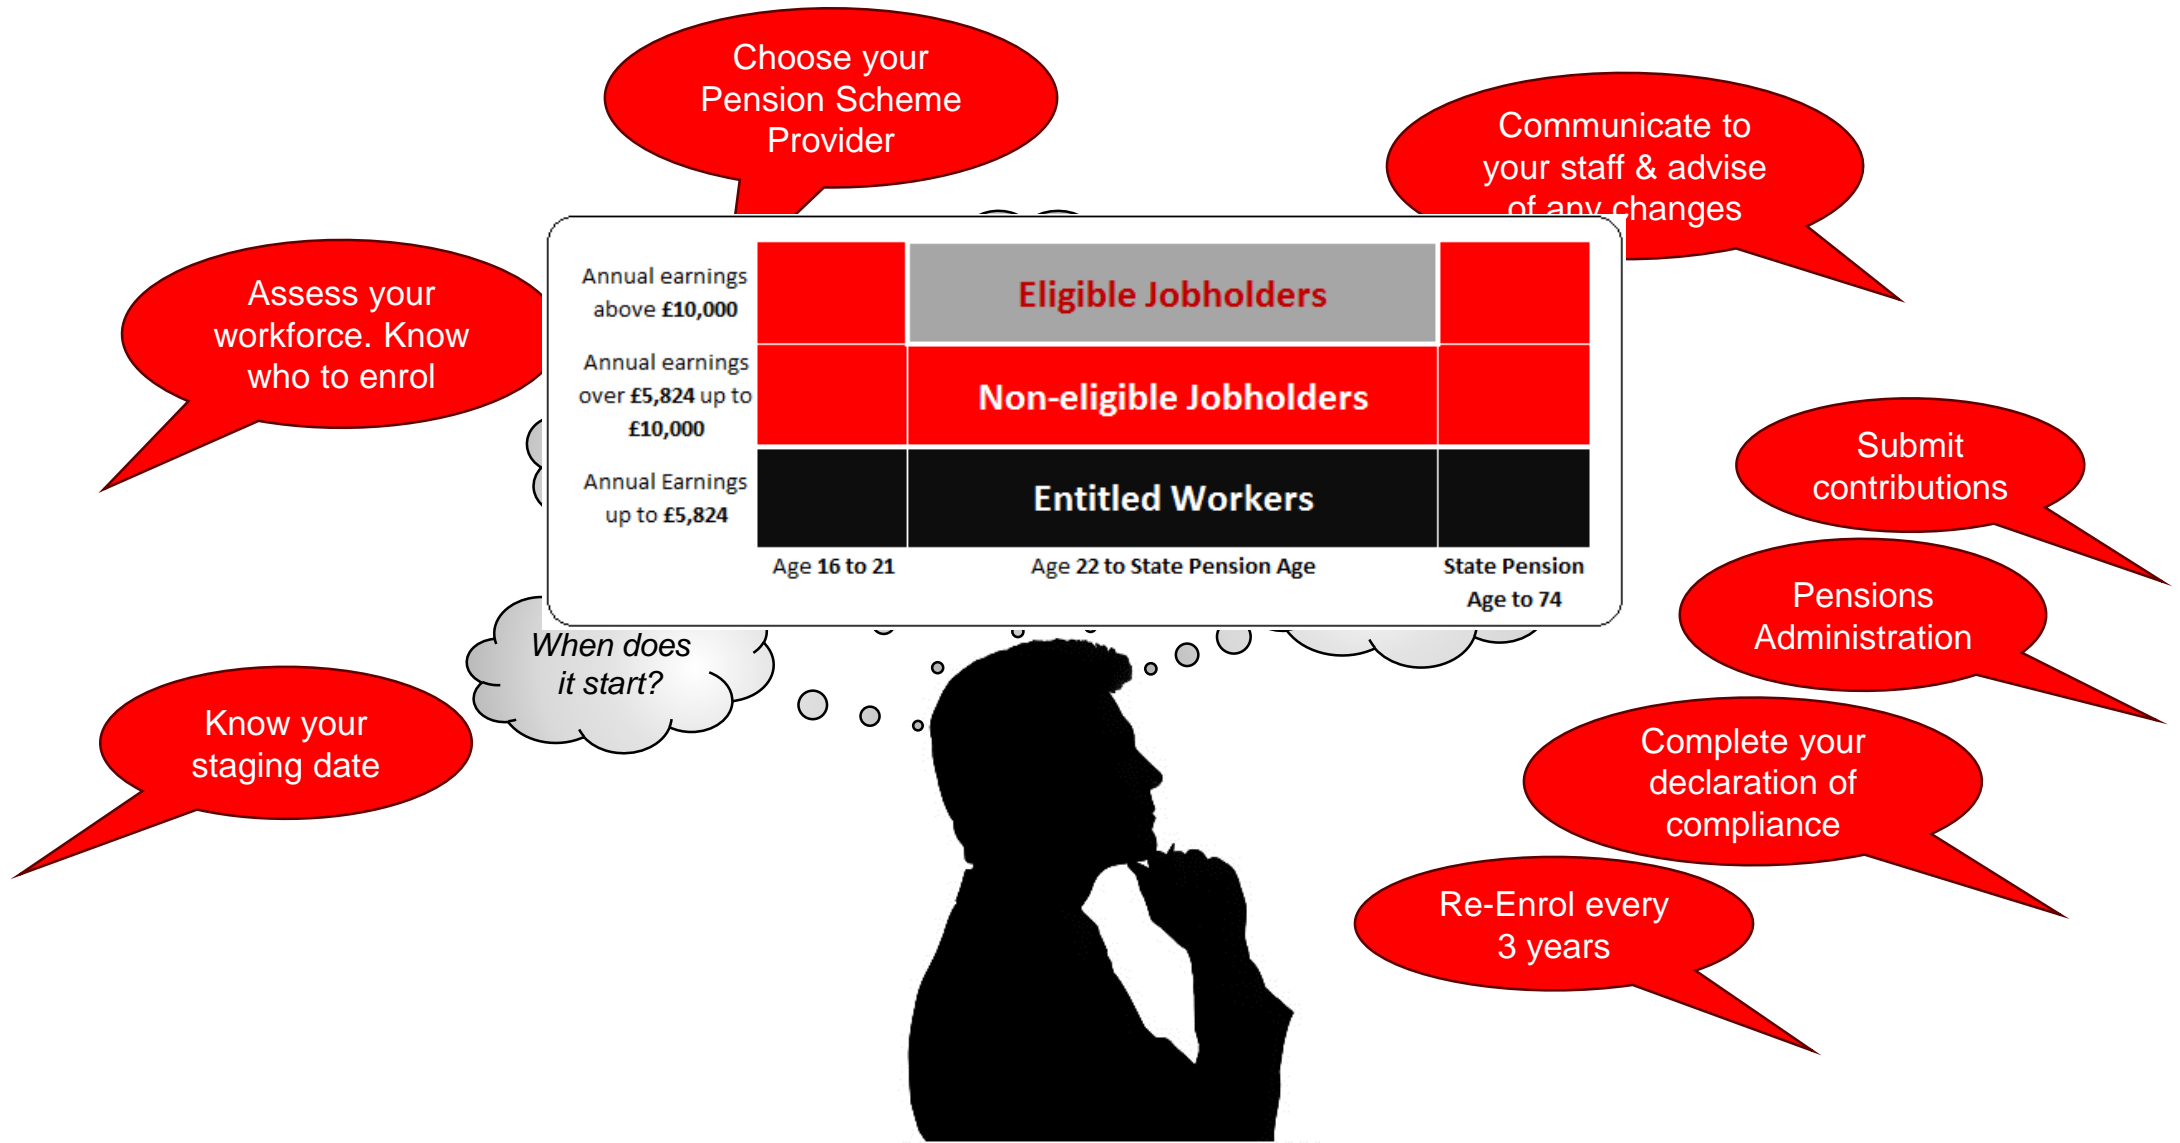 Choose your
Pension Scheme
Provider
Communicate to
your staff & advise
of any changes
Assess your
workforce. Know
who to enrol
Annual earnings
above £10,000
Eligible Jobholders
Annual earnings
over £5,824 up to
£10,000
Non-eligible Jobholders
Annual Earnings
up to £5,824
Entitled Workers
Age 16 to 21
Age 22 to State Pension Age
State Pension
Age to 74
Submit
contributions
Pensions
Administration
When does
it start?
Know your
staging date
Complete your
declaration of
compliance
Re-Enrol every
3 years